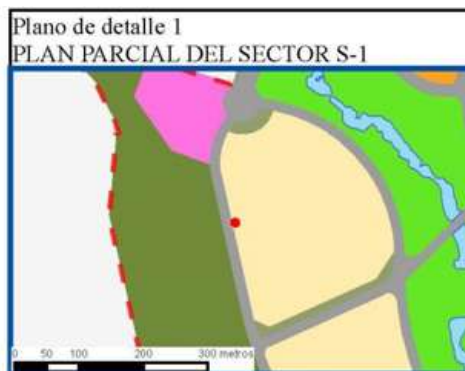 Plano de detalle 1
PLAN PARCIAL DEL SECTOR S-1
0 50 100 200 300 metros